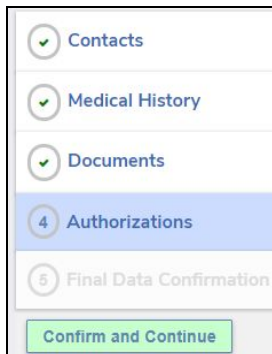 Contacts
Medical History
Documents
4 Authorizations
5 Final Data Confirmation
Confirm and Continue